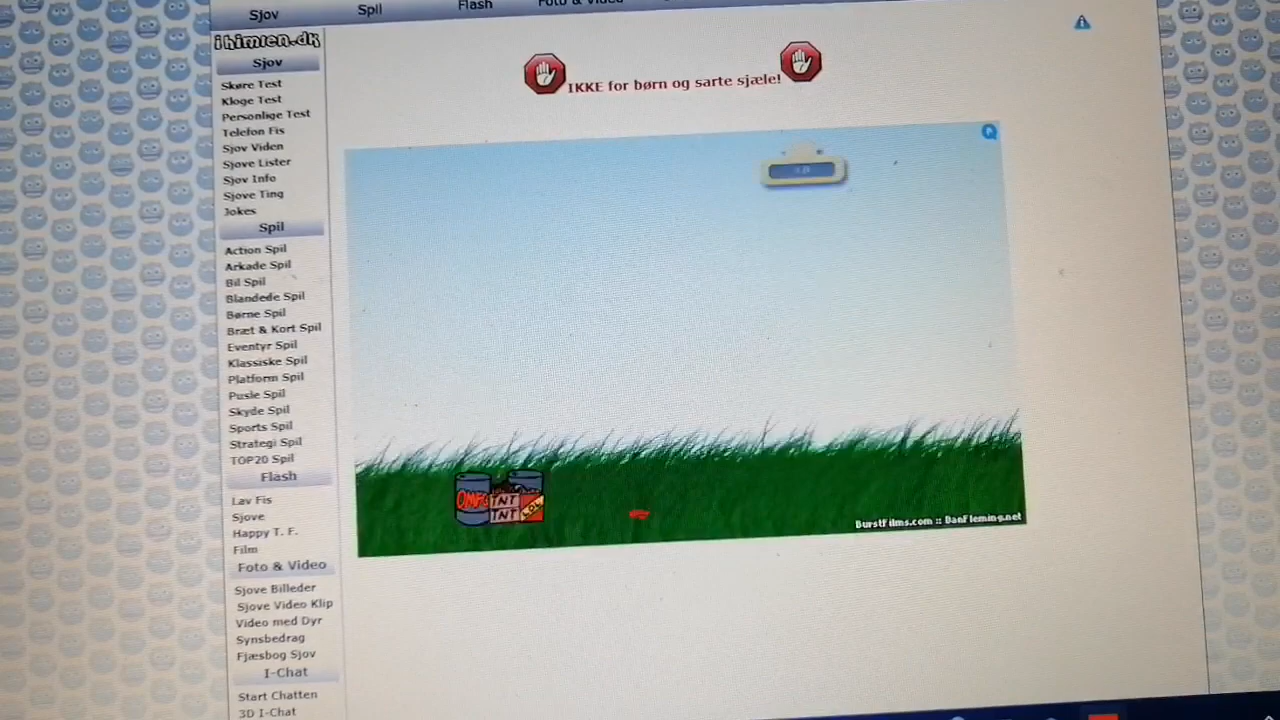 Sjov
Spil
Flash
Foto & Video
ihimlen.dk
Sjov
Skøre Test
Kloge Test
Personlige Test
Telefon Fis
Sjov Viden
Sjove Lister
Sjov Info
Sjove Ting
Jokes
Spil
Action Spil
Arkade Spil
Bil Spil
Blandede Spil
Børne Spil
Bræt & Kort Spil
Eventyr Spil
Klassiske Spil
Platform Spil
Pusle Spil
Skyde Spil
Sports Spil
Strategi Spil
TOP20 Spil
Flash
Lav Fis
Sjove
Happy T. F.
Film
Foto & Video
Sjove Billeder
Sjove Video Klip
Video med Dyr
Synsbedrag
Fjæsbog Sjov
I-Chat
Start Chatten
3D I-Chat
IKKE for børn og sarte sjæle!
OMFG
TNT
TNT
LOL
BurstFilms.com :: DanFleming.net